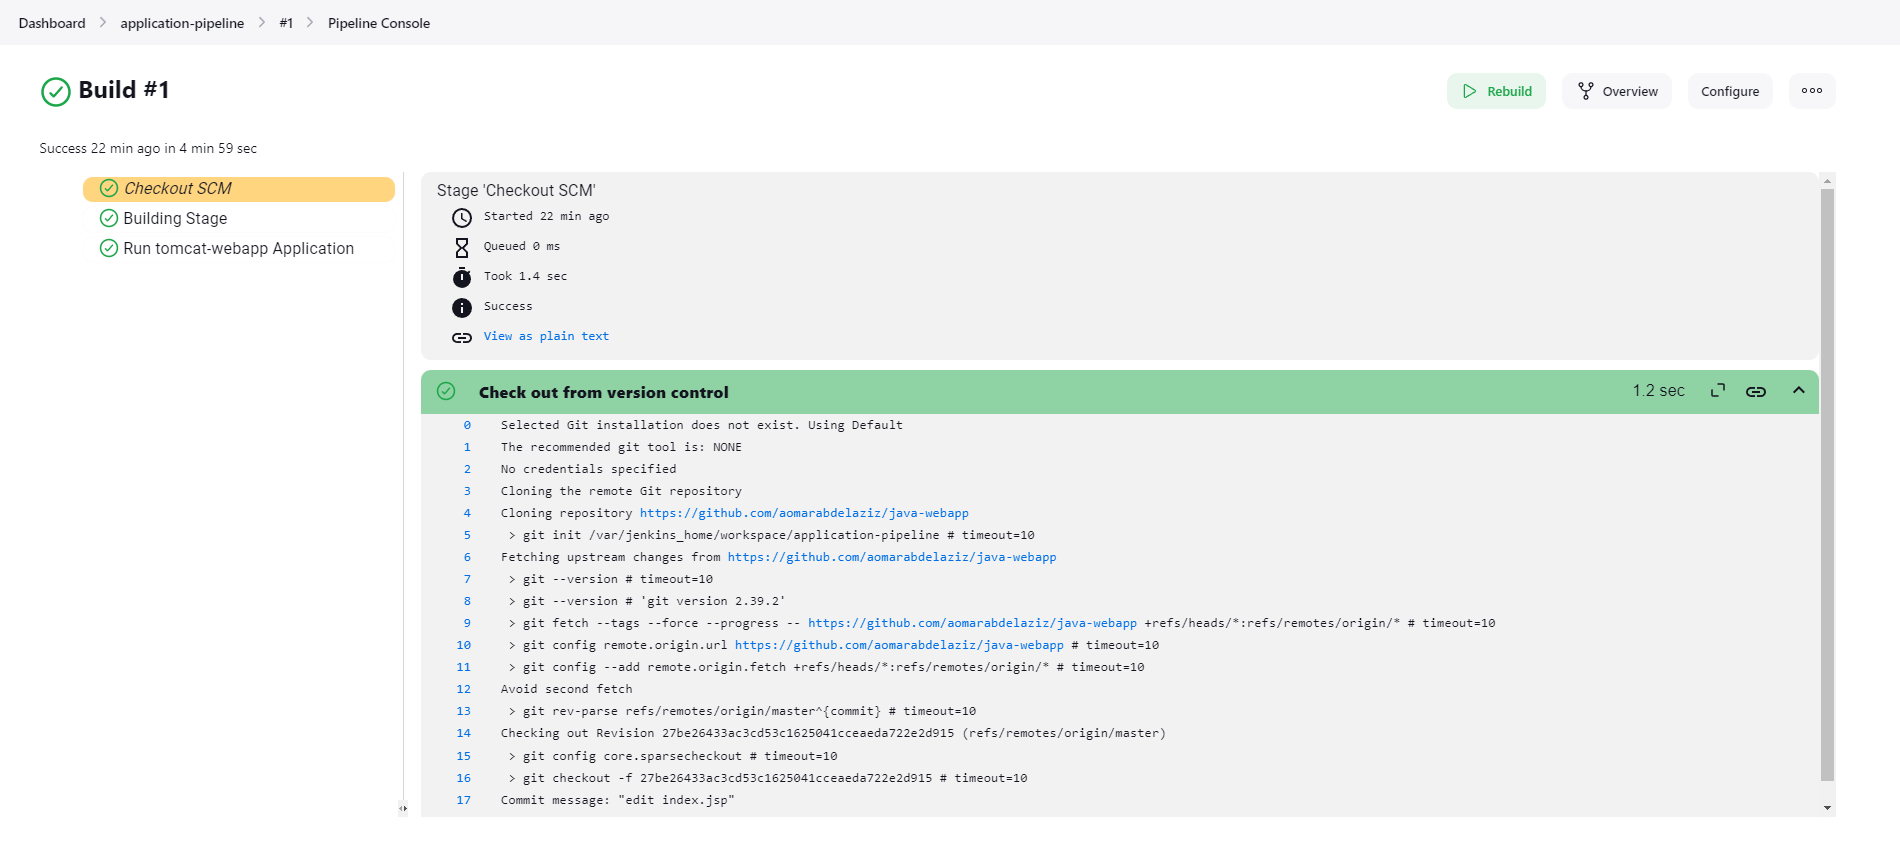 Dashboard > application-pipeline > #1 > Pipeline Console
Build #1
Rebuild
Overview
Configure
Success 22 min ago in 4 min 59 sec
Checkout SCM
Building Stage
Run tomcat-webapp Application
Stage 'Checkout SCM'
Started 22 min ago
Queued 0 ms
Took 1.4 sec
Success
View as plain text
Check out from version control
1.2 sec
0 Selected Git installation does not exist. Using Default
1 The recommended git tool is: NONE
2 No credentials specified
3 Cloning the remote Git repository
4 Cloning repository https://github.com/aomarabdelaziz/java-webapp
5 > git init /var/jenkins_home/workspace/application-pipeline # timeout=10
6 Fetching upstream changes from https://github.com/aomarabdelaziz/java-webapp
7 > git --version # timeout=10
8 > git --version # 'git version 2.39.2'
9 > git fetch --tags --force --progress -- https://github.com/aomarabdelaziz/java-webapp +refs/heads/*:refs/remotes/origin/* # timeout=10
10 > git config remote.origin.url https://github.com/aomarabdelaziz/java-webapp # timeout=10
11 > git config --add remote.origin.fetch +refs/heads/*:refs/remotes/origin/* # timeout=10
12 Avoid second fetch
13 > git rev-parse refs/remotes/origin/master^{commit} # timeout=10
14 Checking out Revision 27be26433ac3cd53c1625041cceaeda722e2d915 (refs/remotes/origin/master)
15 > git config core.sparsecheckout # timeout=10
16 > git checkout -f 27be26433ac3cd53c1625041cceaeda722e2d915 # timeout=10
17 Commit message: "edit index.jsp"